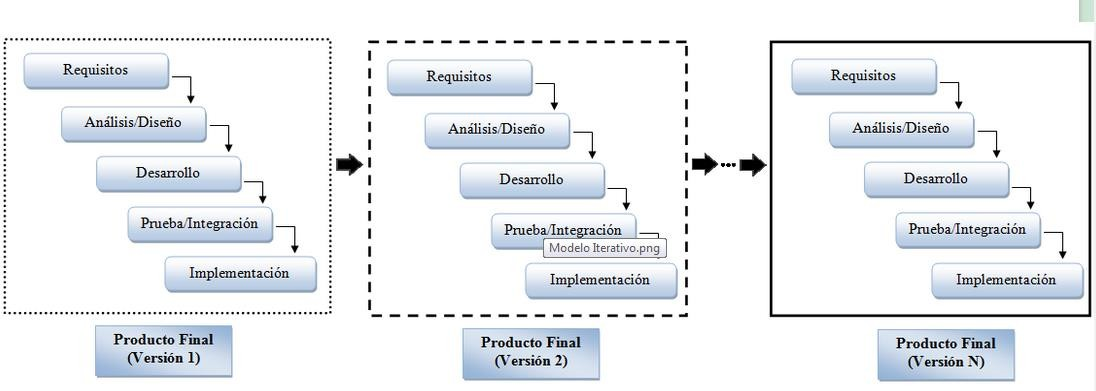 Requisitos
Análisis/Diseño
Desarrollo
Prueba/Integración
Implementación
Producto Final
(Versión 1)
Requisitos
Análisis/Diseño
Desarrollo
Prueba/Integración
Modelo Iterativo.png
Implementación
Producto Final
(Versión 2)
...
Requisitos
Análisis/Diseño
Desarrollo
Prueba/Integración
Implementación
Producto Final
(Versión N)